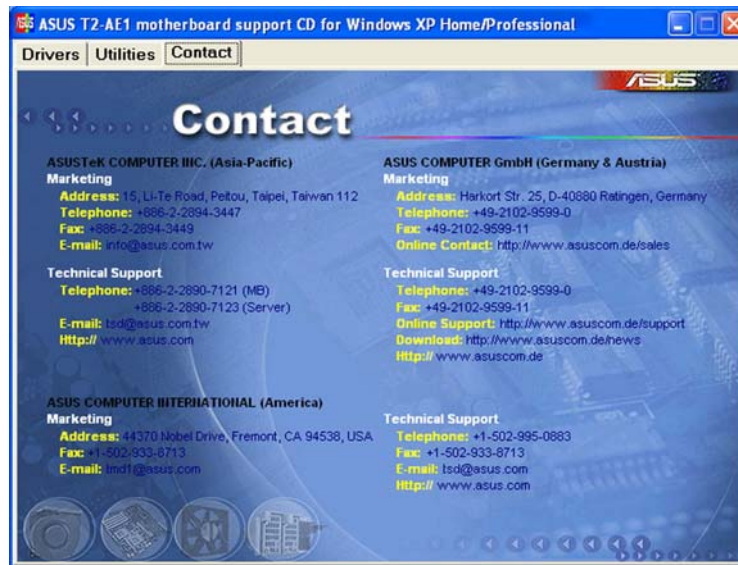 ASUS T2-AE1 motherboard support CD for Windows XP Home/Professional
Drivers Utilities Contact
ASUS
Contact
ASUSTeK COMPUTER INC. (Asia-Pacific)
Marketing
Address: 15, Li-Te Road, Peitou, Taipei, Taiwan 112
Telephone: +886-2-2894-3447
Fax: +886-2-2894-3449
E-mail: info@asus.com.tw
Technical Support
Telephone: +886-2-2890-7121 (MB)
+886-2-2890-7123 (Server)
E-mail: tsd@asus.com.tw
Http:// www.asus.com
ASUS COMPUTER GmbH (Germany & Austria)
Marketing
Address: Harkort Str. 25, D-40880 Ratingen, Germany
Telephone: +49-2102-9599-0
Fax: +49-2102-9599-11
Online Contact: http://www.asuscom.de/sales
Technical Support
Telephone: +49-2102-9599-0
Fax: +49-2102-9599-11
Online Support: http://www.asuscom.de/support
Download: http://www.asuscom.de/news
Http:// www.asuscom.de
ASUS COMPUTER INTERNATIONAL (America)
Marketing
Address: 44370 Nobel Drive, Fremont, CA 94538, USA
Fax: +1-502-933-8713
E-mail: tmd1@asus.com
Technical Support
Telephone: +1-502-995-0883
Fax: +1-502-933-8713
E-mail: tsd@asus.com
Http:// www.asus.com